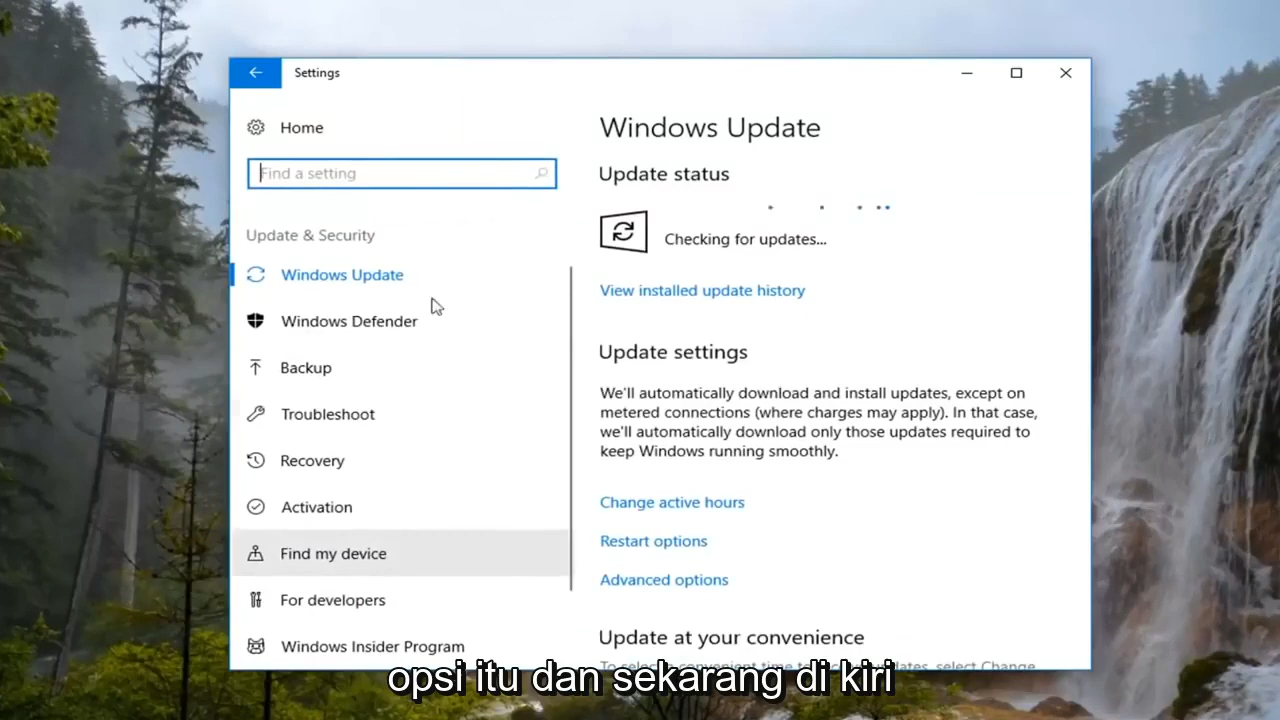 Settings
Home
Find a setting
Update & Security
Windows Update
Windows Defender
Backup
Troubleshoot
Recovery
Activation
Find my device
For developers
Windows Insider Program
Windows Update
Update status
Checking for updates...
View installed update history
Update settings
We'll automatically download and install updates, except on
metered connections (where charges may apply). In that case,
we'll automatically download only those updates required to
keep Windows running smoothly.
Change active hours
Restart options
Advanced options
Update at your convenience
opsi itu dan sekarang di kiri